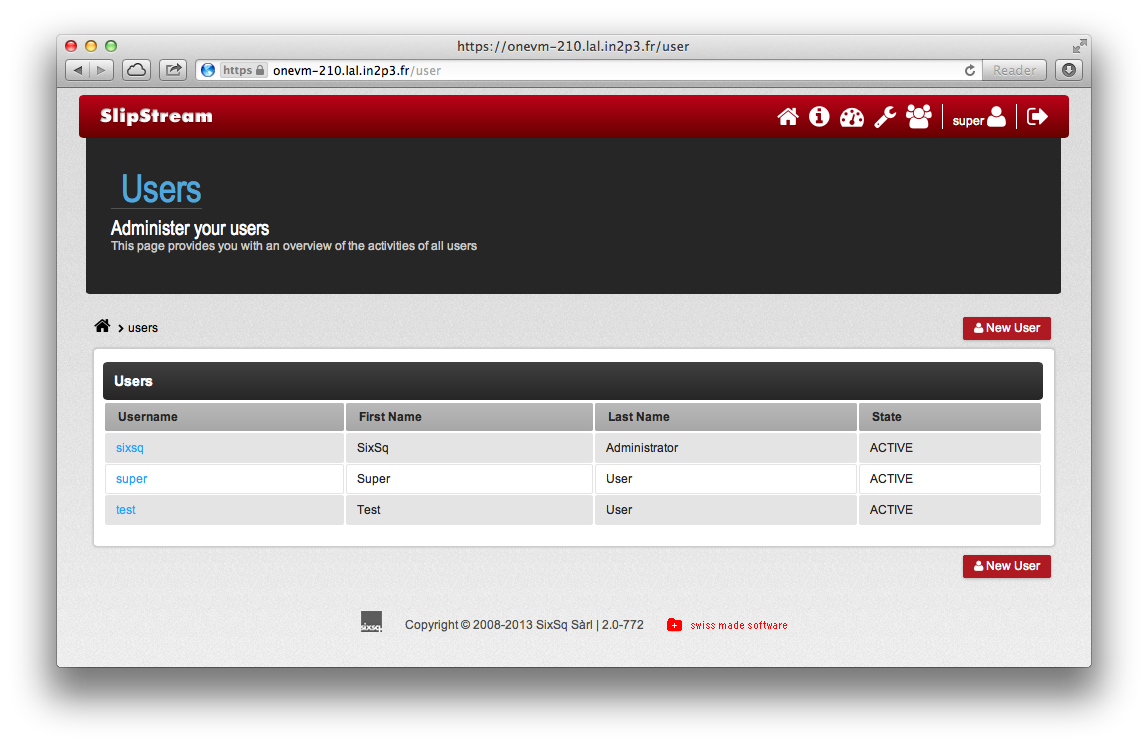 https://onevm-210.lal.in2p3.fr/user
https onevm-210.lal.in2p3.fr/user Reader
SlipStream super
Users
Administer your users
This page provides you with an overview of the activities of all users
users New User
Users
Username First Name Last Name State
sixsq SixSq Administrator ACTIVE
super Super User ACTIVE
test Test User ACTIVE
New User
sixsq Copyright © 2008-2013 SixSq Sàrl | 2.0-772 swiss made software